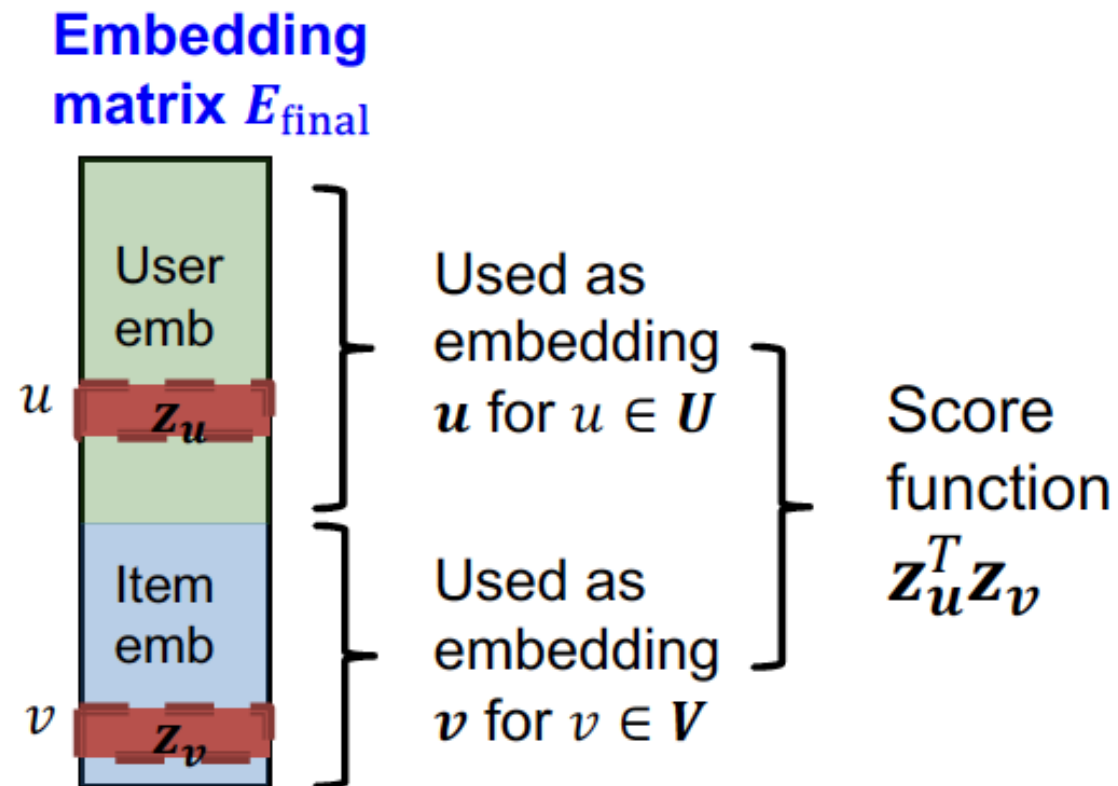 Embedding
matrix E_final
User
emb
u
z_u
Used as
embedding
u for u ∈ U
Score
function
z_u^T z_v
Item
emb
v
z_v
Used as
embedding
v for v ∈ V